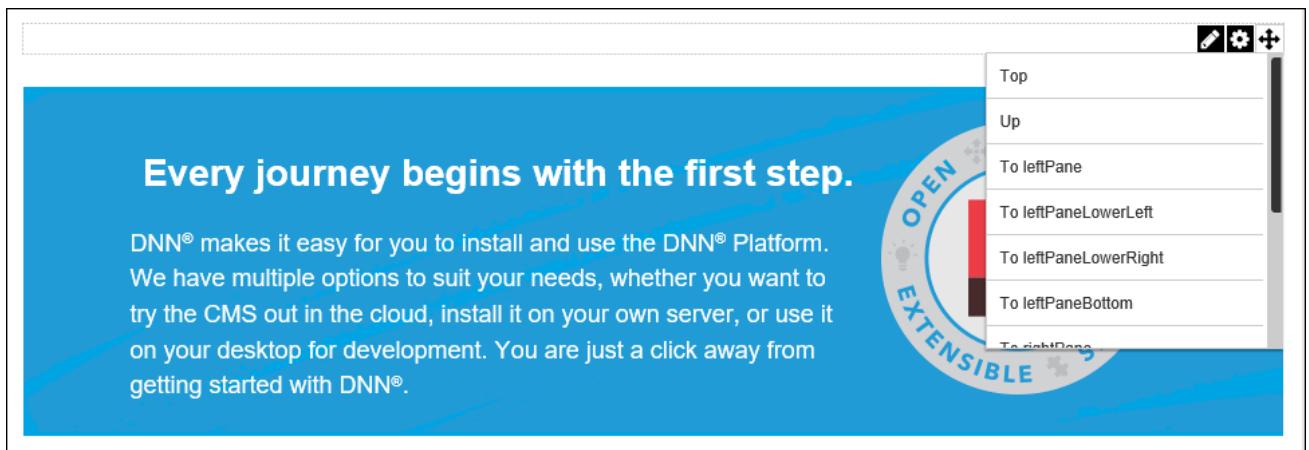 Top
Up
To leftPane
To leftPaneLowerLeft
To leftPaneLowerRight
To leftPaneBottom
To rightPane
Every journey begins with the first step.
DNN® makes it easy for you to install and use the DNN® Platform.
We have multiple options to suit your needs, whether you want to
try the CMS out in the cloud, install it on your own server, or use it
on your desktop for development. You are just a click away from
getting started with DNN®.
OPEN
EXTENSIBLE